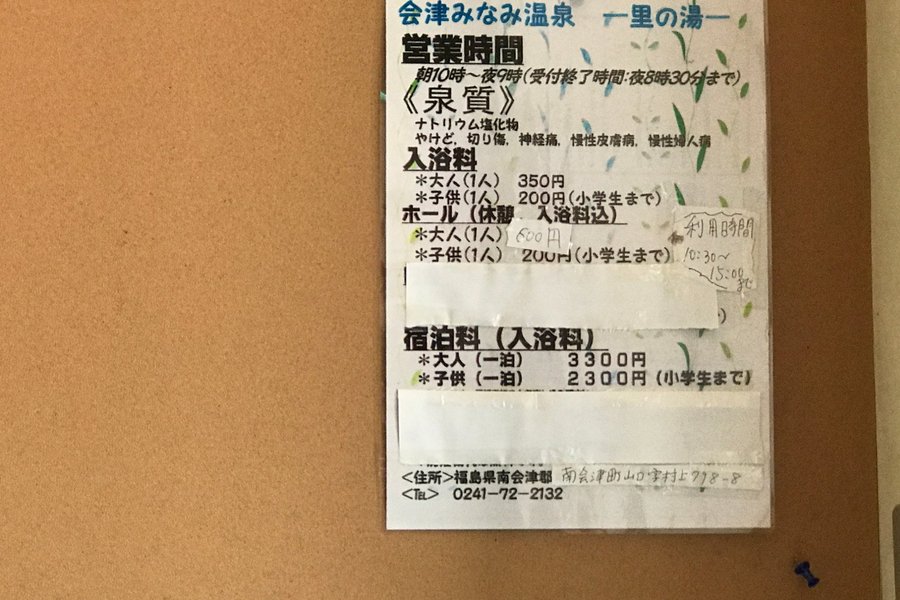 会津みなみ温泉 ―里の湯―
営業時間
朝10時～夜9時(受付終了時間:夜8時30分まで)
《泉質》
ナトリウム塩化物
やけど,切り傷,神経痛,慢性皮膚病,慢性婦人病
入浴料
＊大人(1人) 350円
＊子供(1人) 200円(小学生まで)
ホール(休憩、入浴料込)
＊大人(1人) 600円
＊子供(1人) 200円(小学生まで)
利用時間
10:30～
15:00
まで
宿泊料(入浴料)
＊大人(一泊) 3300円
＊子供(一泊) 2300円(小学生まで)
<住所>福島県南会津郡 南会津町山口字村上798-8
<TEL> 0241-72-2132